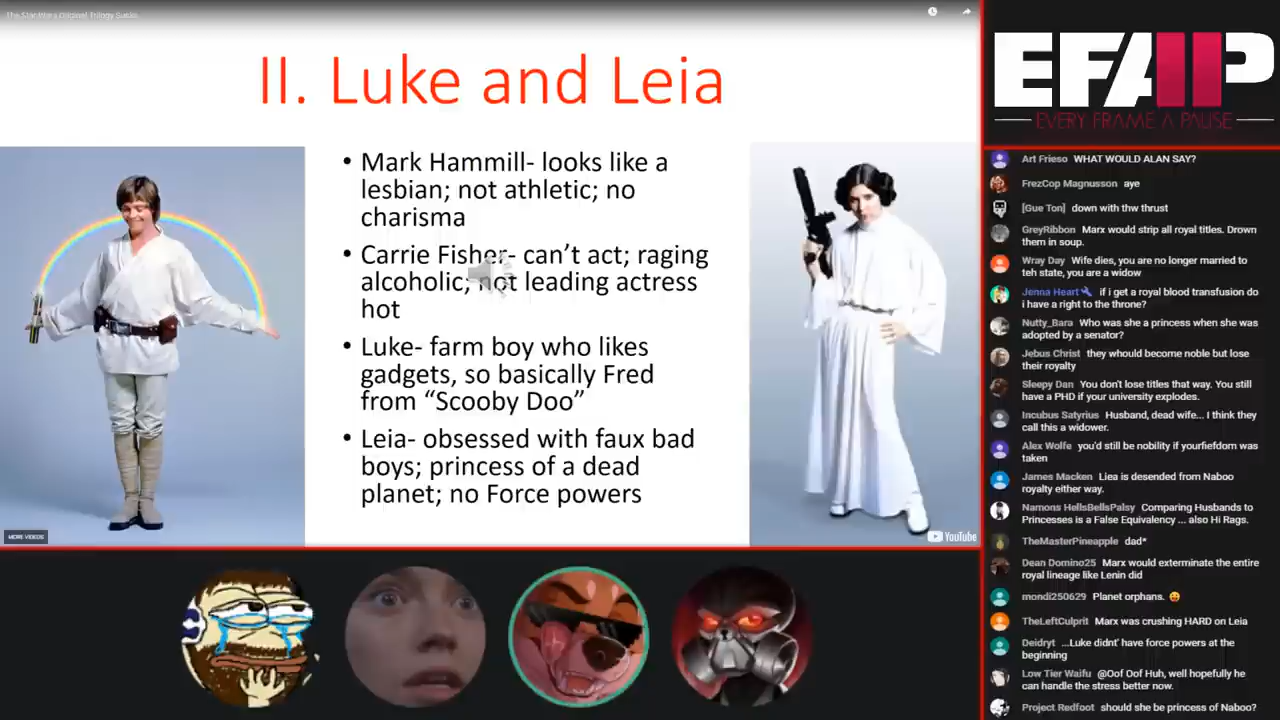 The Star Wars Original Trilogy Sucks
II. Luke and Leia
• Mark Hammill- looks like a
lesbian; not athletic; no
charisma
• Carrie Fisher- can’t act; raging
alcoholic; not leading actress
hot
• Luke- farm boy who likes
gadgets, so basically Fred
from “Scooby Doo”
• Leia- obsessed with faux bad
boys; princess of a dead
planet; no Force powers
MORE VIDEOS
YouTube
EFAP
EVERY FRAME A PAUSE
Art Frieso WHAT WOULD ALAN SAY?
FrezCop Magnusson aye
[Gue Ton] down with thw thrust
GreyRibbon Marx would strip all royal titles. Drown
them in soup.
Wray Day Wife dies, you are no longer married to
teh state, you are a widow
Jenna Heart if i get a royal blood transfusion do
i have a right to the throne?
Nutty_Bara Who was she a princess when she was
adopted by a senator?
Jebus Christ they whould become noble but lose
their royalty
Sleepy Dan You don't lose titles that way. You still
have a PHD if your university explodes.
Incubus Satyrius Husband, dead wife... I think they
call this a widower.
Alex Wolfe you'd still be nobility if yourfiefdom was
taken
James Macken Liea is desended from Naboo
royalty either way.
Namons HellsBellsPalsy Comparing Husbands to
Princesses is a False Equivalency ... also Hi Rags.
TheMasterPineapple dad*
Dean Domino25 Marx would exterminate the entire
royal lineage like Lenin did
mondi250629 Planet orphans. 😀
TheLeftCulprit Marx was crushing HARD on Leia
Deidryt ...Luke didnt' have force powers at the
beginning
Low Tier Waifu @Oof Oof Huh, well hopefully he
can handle the stress better now.
Project Redfoot should she be princess of Naboo?